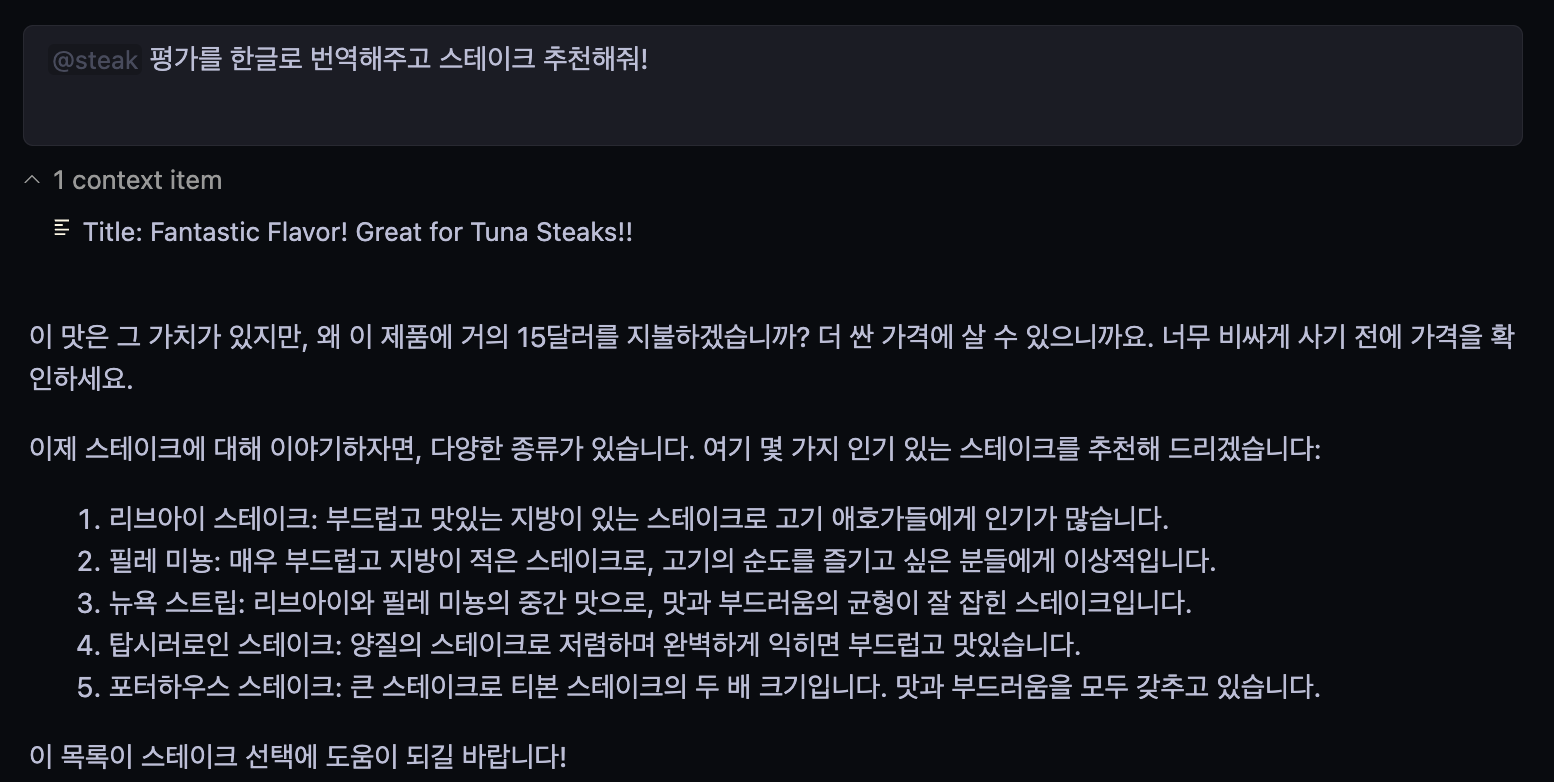 @steak 평가를 한글로 번역해주고 스테이크 추천해줘!
1 context item
Title: Fantastic Flavor! Great for Tuna Steaks!!
이 맛은 그 가치가 있지만, 왜 이 제품에 거의 15달러를 지불하겠습니까? 더 싼 가격에 살 수 있으니까요. 너무 비싸게 사기 전에 가격을 확
인하세요.
이제 스테이크에 대해 이야기하자면, 다양한 종류가 있습니다. 여기 몇 가지 인기 있는 스테이크를 추천해 드리겠습니다:
1. 리브아이 스테이크: 부드럽고 맛있는 지방이 있는 스테이크로 고기 애호가들에게 인기가 많습니다.
2. 필레 미뇽: 매우 부드럽고 지방이 적은 스테이크로, 고기의 순도를 즐기고 싶은 분들에게 이상적입니다.
3. 뉴욕 스트립: 리브아이와 필레 미뇽의 중간 맛으로, 맛과 부드러움의 균형이 잘 잡힌 스테이크입니다.
4. 탑시러로인 스테이크: 양질의 스테이크로 저렴하며 완벽하게 익히면 부드럽고 맛있습니다.
5. 포터하우스 스테이크: 큰 스테이크로 티본 스테이크의 두 배 크기입니다. 맛과 부드러움을 모두 갖추고 있습니다.
이 목록이 스테이크 선택에 도움이 되길 바랍니다!